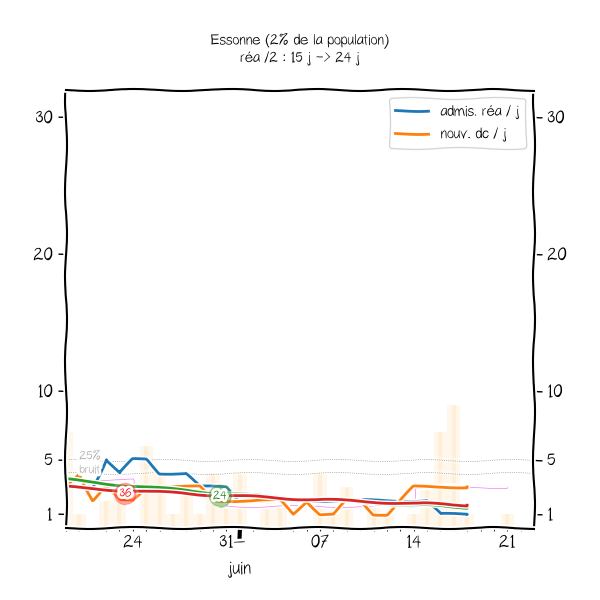 Essonne (2% de la population)
réa /2 : 15 j -> 24 j
admis. réa / j
nouv. dc / j
30 30
20 20
10 10
5 5
25%
bruit
36
24
1 1
24 31 07 14 21
juin